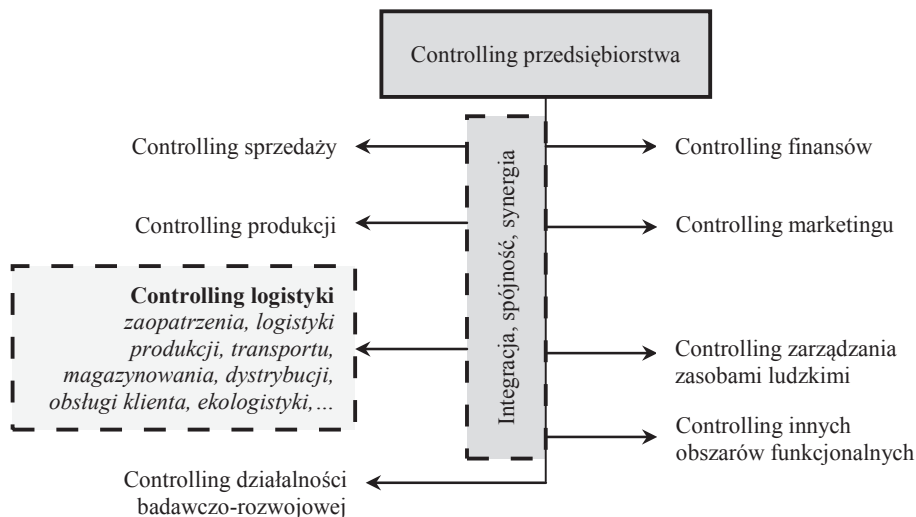 Controlling przedsiębiorstwa
Controlling sprzedaży
Controlling produkcji
Controlling logistyki
zaopatrzenia, logistyki
produkcji, transportu,
magazynowania, dystrybucji,
obsługi klienta, ekologistyki,…
Controlling działalności
badawczo-rozwojowej
Integracja, spójność, synergia
Controlling finansów
Controlling marketingu
Controlling zarządzania
zasobami ludzkimi
Controlling innych
obszarów funkcjonalnych